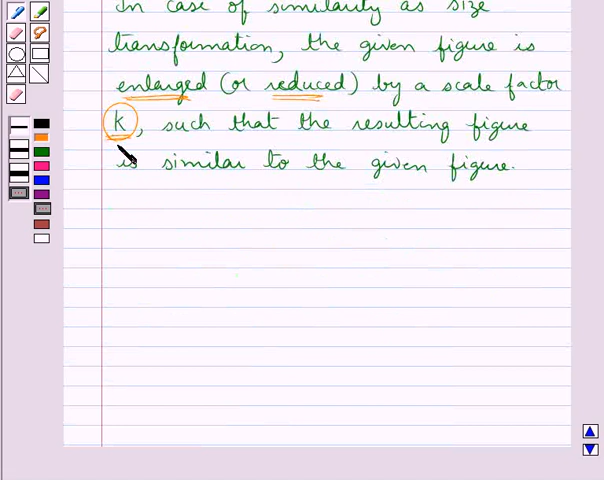 In case of similarity as size
transformation, the given figure is
enlarged (or reduced) by a scale factor
k, such that the resulting figure
is similar to the given figure.